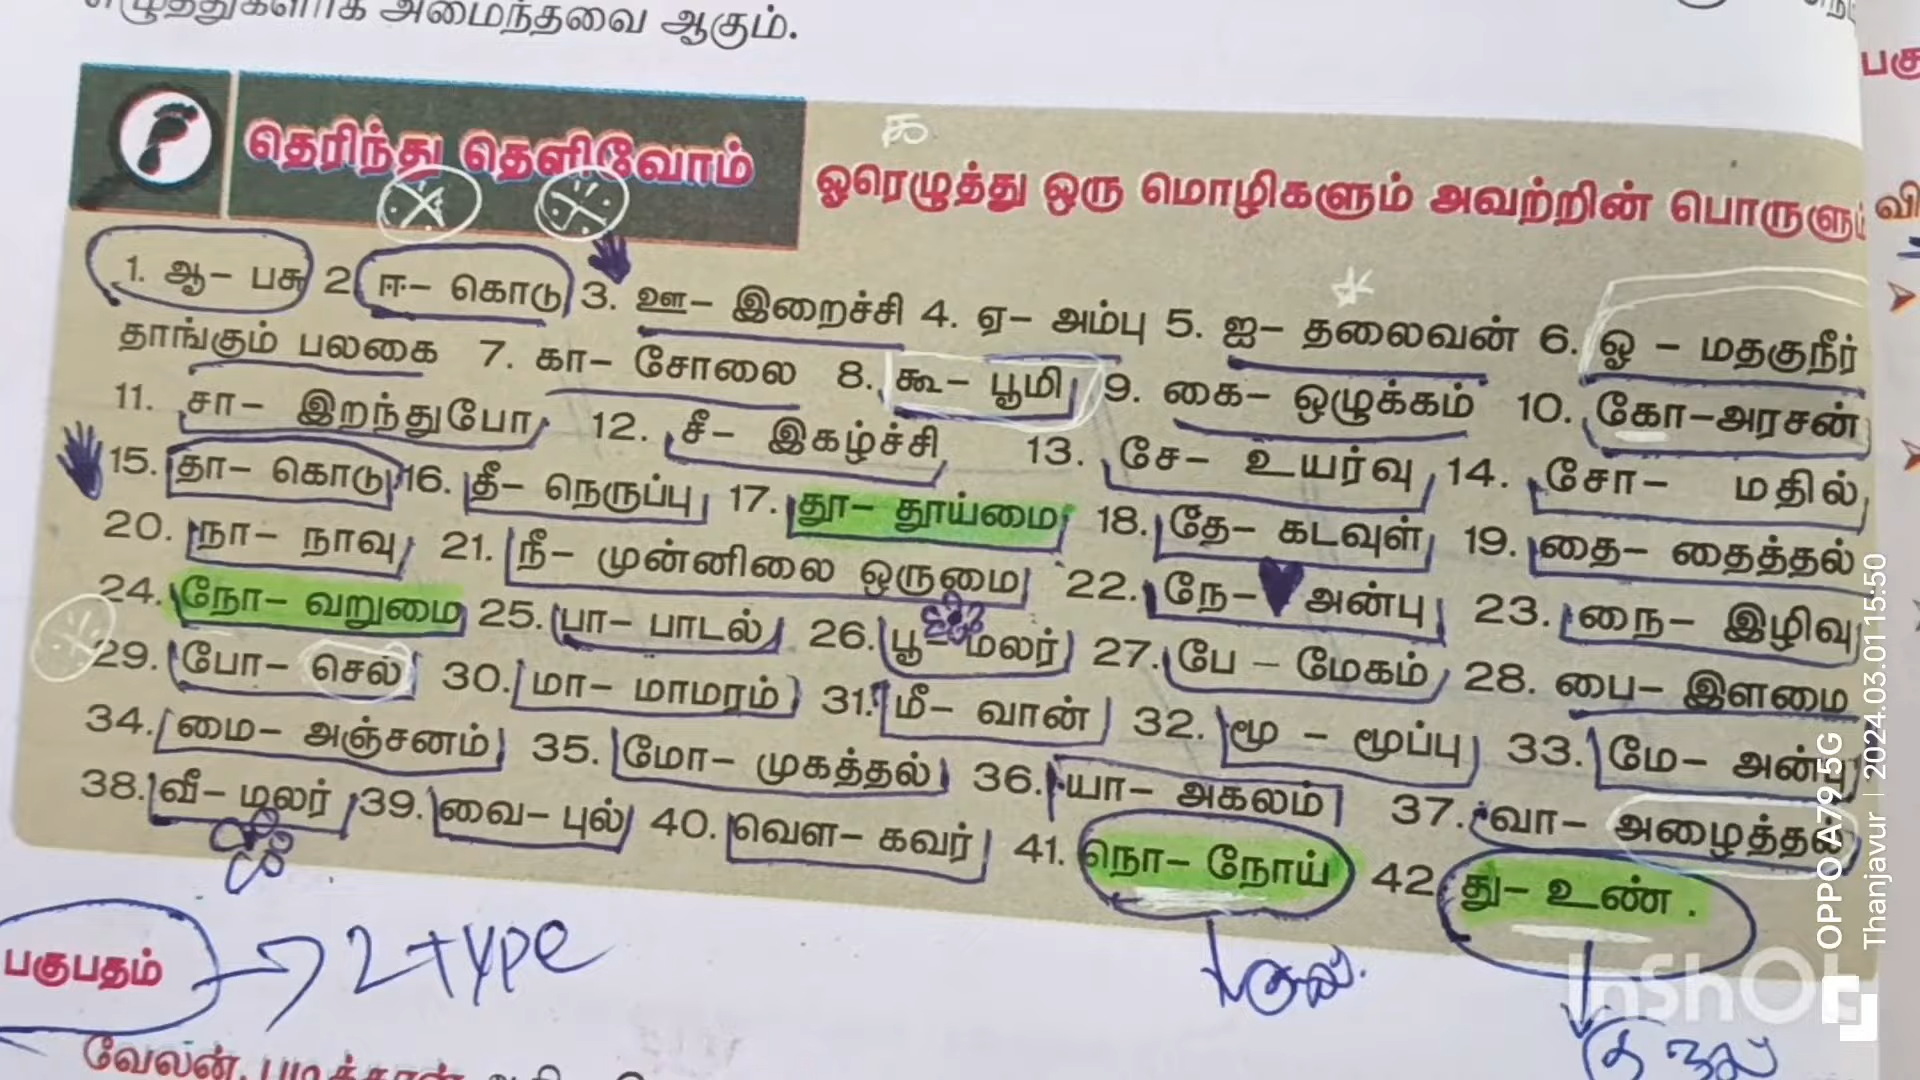 எழுத்துகளாக அமைந்தவை ஆகும்.
தெரிந்து தெளிவோம்
ஓரெழுத்து ஒரு மொழிகளும் அவற்றின் பொருளும்
1. ஆ– பசு 2. ஈ– கொடு 3. ஊ– இறைச்சி 4. ஏ– அம்பு 5. ஐ– தலைவன் 6. ஓ – மதகுநீர்
தாங்கும் பலகை 7. கா– சோலை 8. கூ– பூமி 9. கை– ஒழுக்கம் 10. கோ–அரசன்
11. சா– இறந்துபோ 12. சீ– இகழ்ச்சி 13. சே– உயர்வு 14. சோ– மதில்
15. தா– கொடு 16. தீ– நெருப்பு 17. தூ– தூய்மை 18. தே– கடவுள் 19. தை– தைத்தல்
20. நா– நாவு 21. நீ– முன்னிலை ஒருமை 22. நே– அன்பு 23. நை– இழிவு
24. நோ– வறுமை 25. பா– பாடல் 26. பூ– மலர் 27. பே – மேகம் 28. பை– இளமை
29. போ– செல் 30. மா– மாமரம் 31. மீ– வான் 32. மூ – மூப்பு 33. மே– அன்பு
34. மை– அஞ்சனம் 35. மோ– முகத்தல் 36. யா– அகலம் 37. வா– அழைத்தல்
38. வீ– மலர் 39. வை– புல் 40. வௌ– கவர் 41. நொ– நோய் 42 து– உண் .
பகுபதம் 2 type
வேலன், படித்தான்
பகு
வி
OPPO A79 5G
Thanjavur | 2024.03.01 15:50
InShOt